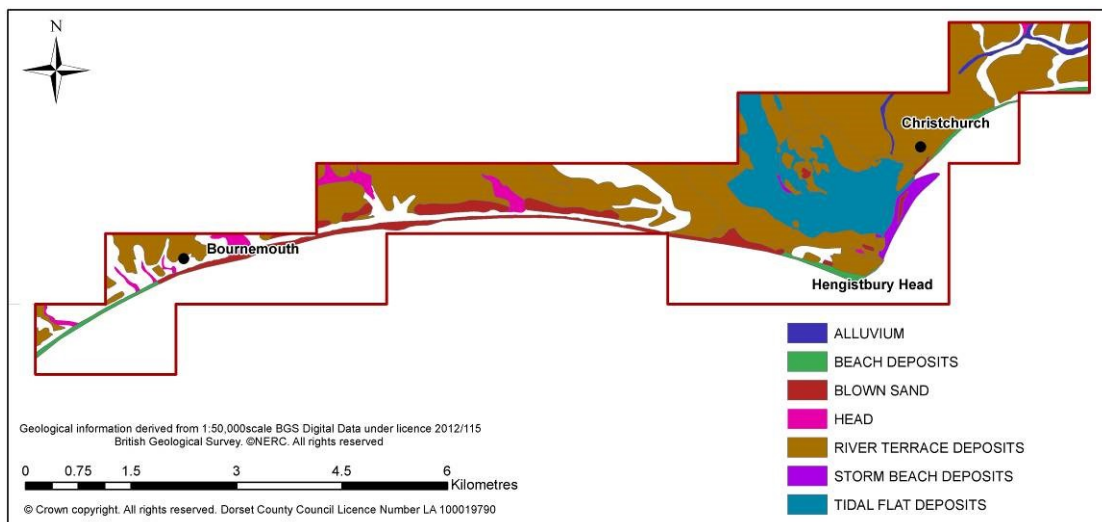 N
Christchurch
Bournemouth
Hengistbury Head
ALLUVIUM
BEACH DEPOSITS
BLOWN SAND
HEAD
RIVER TERRACE DEPOSITS
STORM BEACH DEPOSITS
TIDAL FLAT DEPOSITS
Geological information derived from 1:50,000scale BGS Digital Data under licence 2012/115
British Geological Survey. ©NERC. All rights reserved
0 0.75 1.5 3 4.5 6
Kilometres
© Crown copyright. All rights reserved. Dorset County Council Licence Number LA 100019790